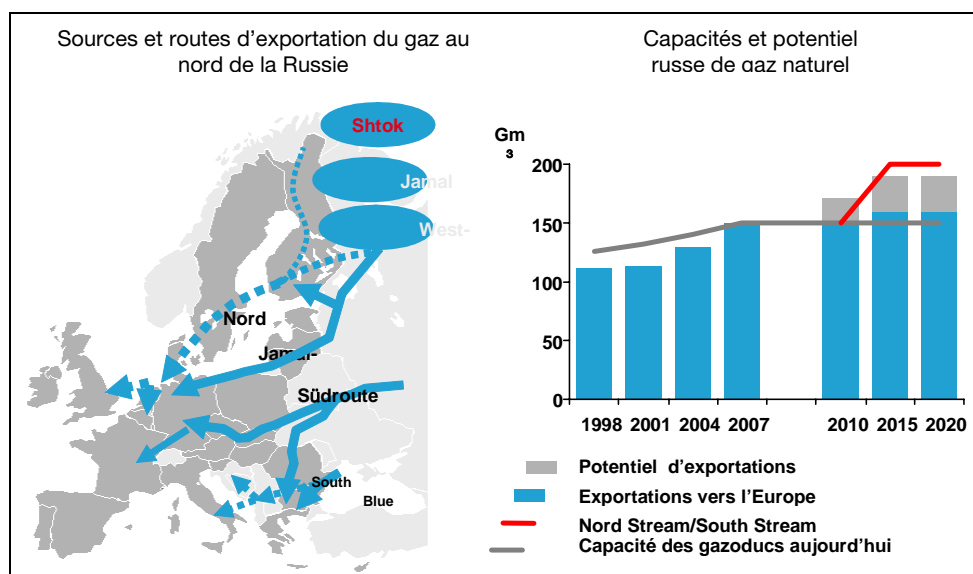 Sources et routes d'exportation du gaz au
nord de la Russie
Shtok
Jamal
West-
Nord
Jamal-
Südroute
South
Blue
Capacités et potentiel
russe de gaz naturel
Gm
3
200
150
100
50
0
1998 2001 2004 2007 2010 2015 2020
Potentiel d'exportations
Exportations vers l'Europe
Nord Stream/South Stream
Capacité des gazoducs aujourd'hui